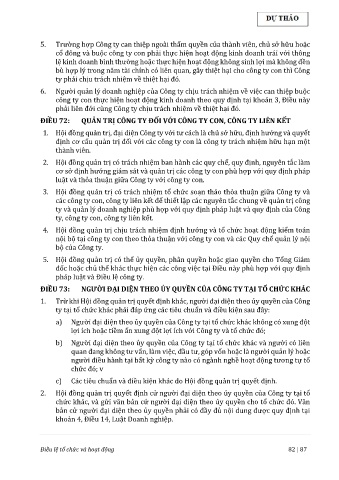 DỰ THẢO
5. Trường hợp Công ty can thiệp ngoài thẩm quyền của thành viên, chủ sở hữu hoặc
cổ đông và buộc công ty con phải thực hiện hoạt động kinh doanh trái với thông
lệ kinh doanh bình thường hoặc thực hiện hoạt động không sinh lợi mà không đền
bù hợp lý trong năm tài chính có liên quan, gây thiệt hại cho công ty con thì Công
ty phải chịu trách nhiệm về thiệt hại đó.
6. Người quản lý doanh nghiệp của Công ty chịu trách nhiệm về việc can thiệp buộc
công ty con thực hiện hoạt động kinh doanh theo quy định tại khoản 3, Điều này
phải liên đới cùng Công ty chịu trách nhiệm về thiệt hại đó.
ĐIỀU 72: QUẢN TRỊ CÔNG TY ĐỐI VỚI CÔNG TY CON, CÔNG TY LIÊN KẾT
1. Hội đồng quản trị, đại diện Công ty với tư cách là chủ sở hữu, định hướng và quyết
định cơ cấu quản trị đối với các công ty con là công ty trách nhiệm hữu hạn một
thành viên.
2. Hội đồng quản trị có trách nhiệm ban hành các quy chế, quy định, nguyên tắc làm
cơ sở định hướng giám sát và quản trị các công ty con phù hợp với quy định pháp
luật và thỏa thuận giữa Công ty với công ty con.
3. Hội đồng quản trị có trách nhiệm tổ chức soạn thảo thỏa thuận giữa Công ty và
các công ty con, công ty liên kết để thiết lập các nguyên tắc chung về quản trị công
ty và quản lý doanh nghiệp phù hợp với quy định pháp luật và quy định của Công
ty, công ty con, công ty liên kết.
4. Hội đồng quản trị chịu trách nhiệm định hướng và tổ chức hoạt động kiểm toán
nội bộ tại công ty con theo thỏa thuận với công ty con và các Quy chế quản lý nội
bộ của Công ty.
5. Hội đồng quản trị có thể ủy quyền, phân quyền hoặc giao quyền cho Tổng Giám
đốc hoặc chủ thể khác thực hiện các công việc tại Điều này phù hợp với quy định
pháp luật và Điều lệ công ty.
ĐIỀU 73: NGƯỜI ĐẠI DIỆN THEO ỦY QUYỀN CỦA CÔNG TY TẠI TỔ CHỨC KHÁC
1. Trừ khi Hội đồng quản trị quyết định khác, người đại diện theo ủy quyền của Công
ty tại tổ chức khác phải đáp ứng các tiêu chuẩn và điều kiện sau đây:
a) Người đại diện theo ủy quyền của Công ty tại tổ chức khác không có xung đột
lợi ích hoặc tiềm ẩn xung đột lợi ích với Công ty và tổ chức đó;
b) Người đại diện theo ủy quyền của Công ty tại tổ chức khác và người có liên
quan đang không tư vấn, làm việc, đầu tư, góp vốn hoặc là người quản lý hoặc
người điều hành tại bất kỳ công ty nào có ngành nghề hoạt động tương tự tổ
chức đó; v
c) Các tiêu chuẩn và điều kiện khác do Hội đồng quản trị quyết định.
2. Hội đồng quản trị quyết định cử người đại diện theo ủy quyền của Công ty tại tổ
chức khác, và gửi văn bản cử người đại diện theo ủy quyền cho tổ chức đó. Văn
bản cử người đại diện theo ủy quyền phải có đầy đủ nội dung được quy định tại
khoản 4, Điều 14, Luật Doanh nghiệp.
Điều lệ tổ chức và hoạt động 82 | 87